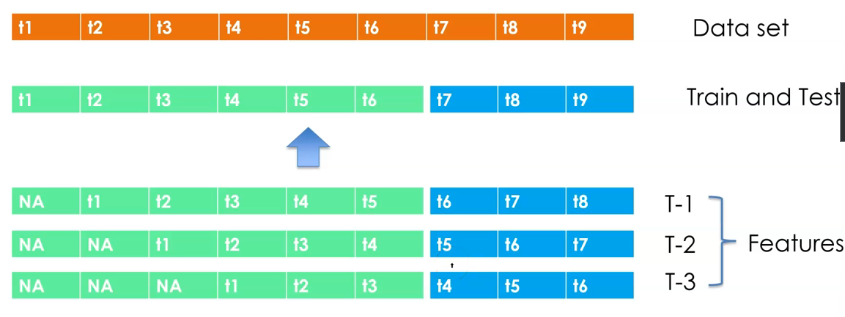 t1 t2 t3 t4 t5 t6 t7 t8 t9 Data set
t1 t2 t3 t4 t5 t6 t7 t8 t9 Train and Test
NA t1 t2 t3 t4 t5 t6 t7 t8 T-1
NA NA t1 t2 t3 t4 t5 t6 t7 T-2 Features
NA NA NA t1 t2 t3 t4 t5 t6 T-3